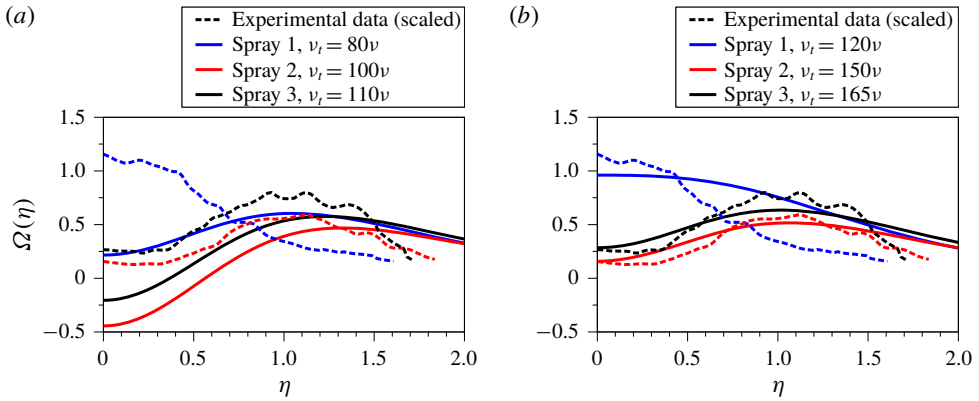 (a)
Experimental data (scaled)
Spray 1, νt = 80ν
Spray 2, νt = 100ν
Spray 3, νt = 110ν
1.5
1.0
0.5
0
−0.5
Ω(η)
0
0.5
1.0
1.5
2.0
η
(b)
Experimental data (scaled)
Spray 1, νt = 120ν
Spray 2, νt = 150ν
Spray 3, νt = 165ν
1.5
1.0
0.5
0
−0.5
0
0.5
1.0
1.5
2.0
η